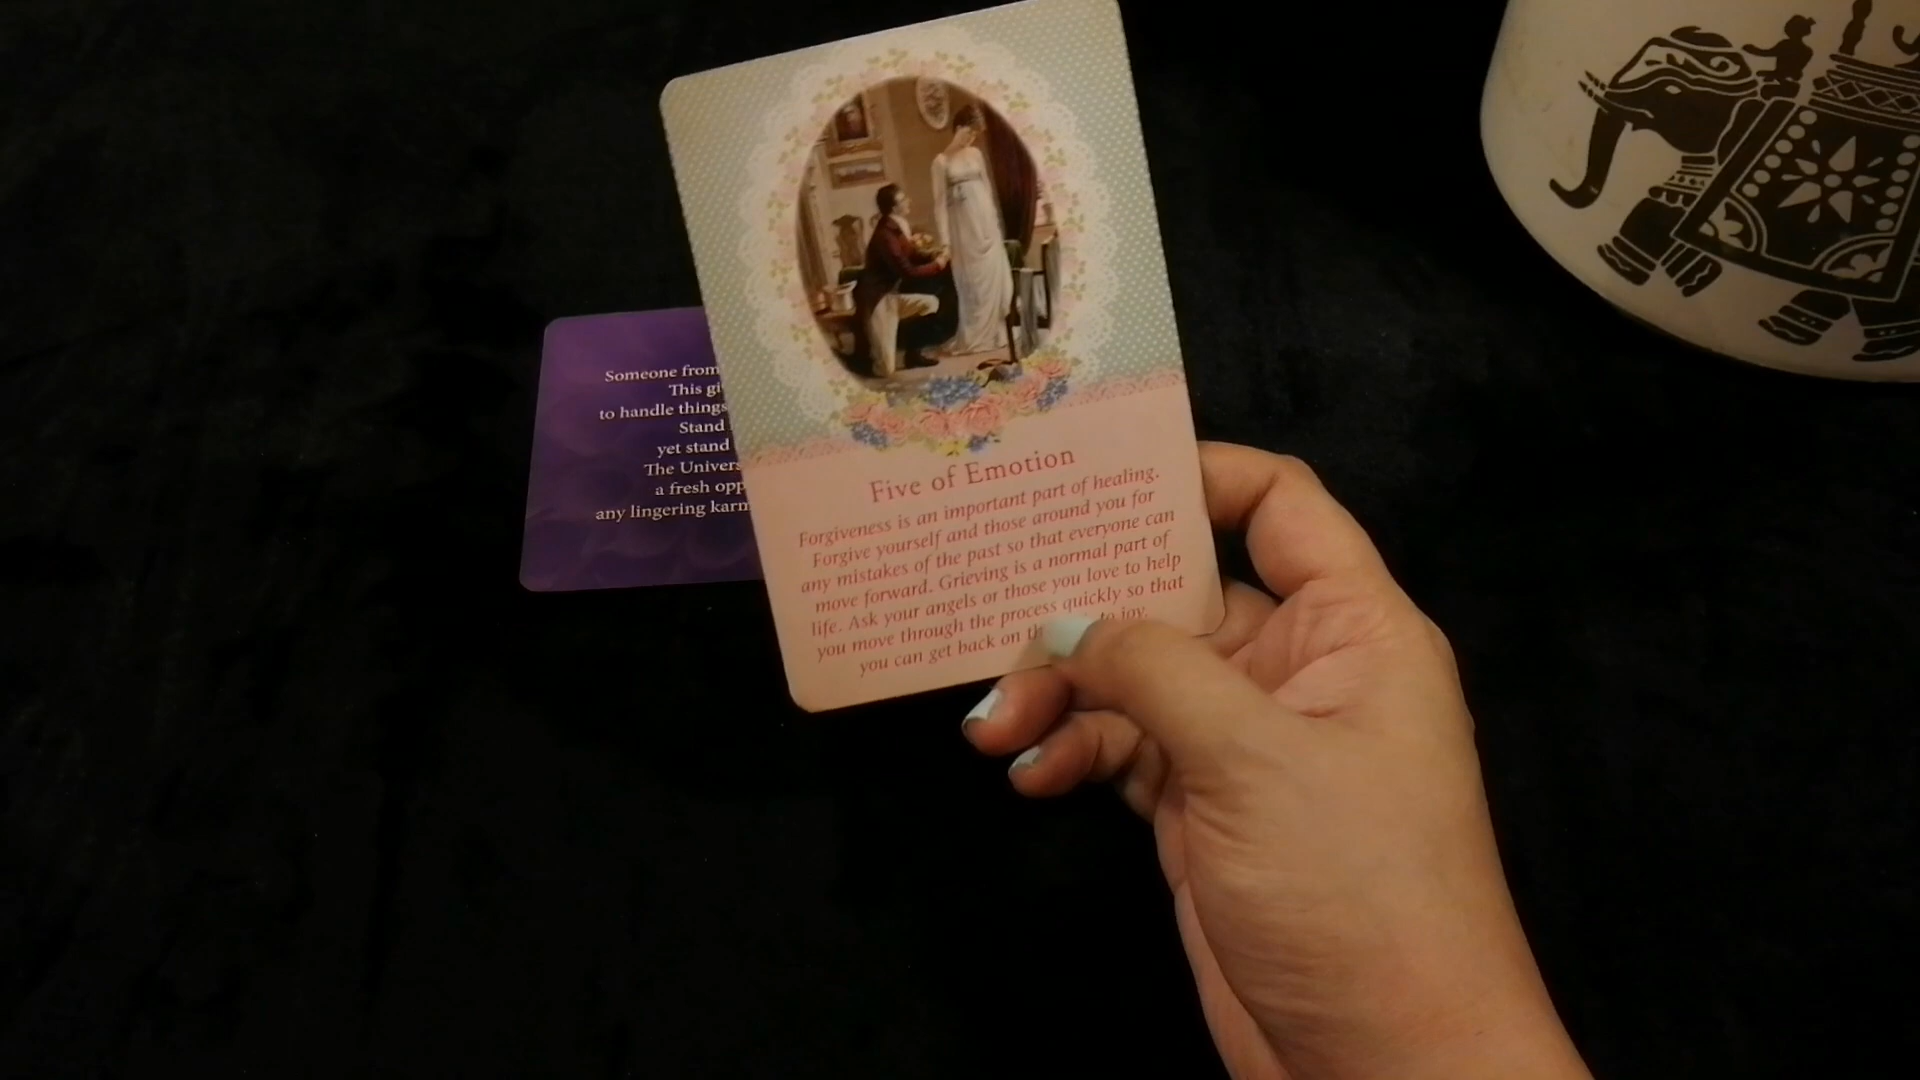 Someone from
This gi
to handle things
Stand
yet stand
The Univers
a fresh opp
any lingering karm
Five of Emotion
Forgiveness is an important part of healing.
Forgive yourself and those around you for
any mistakes of the past so that everyone can
move forward. Grieving is a normal part of
life. Ask your angels or those you love to help
you move through the process quickly so that
you can get back on th to joy.